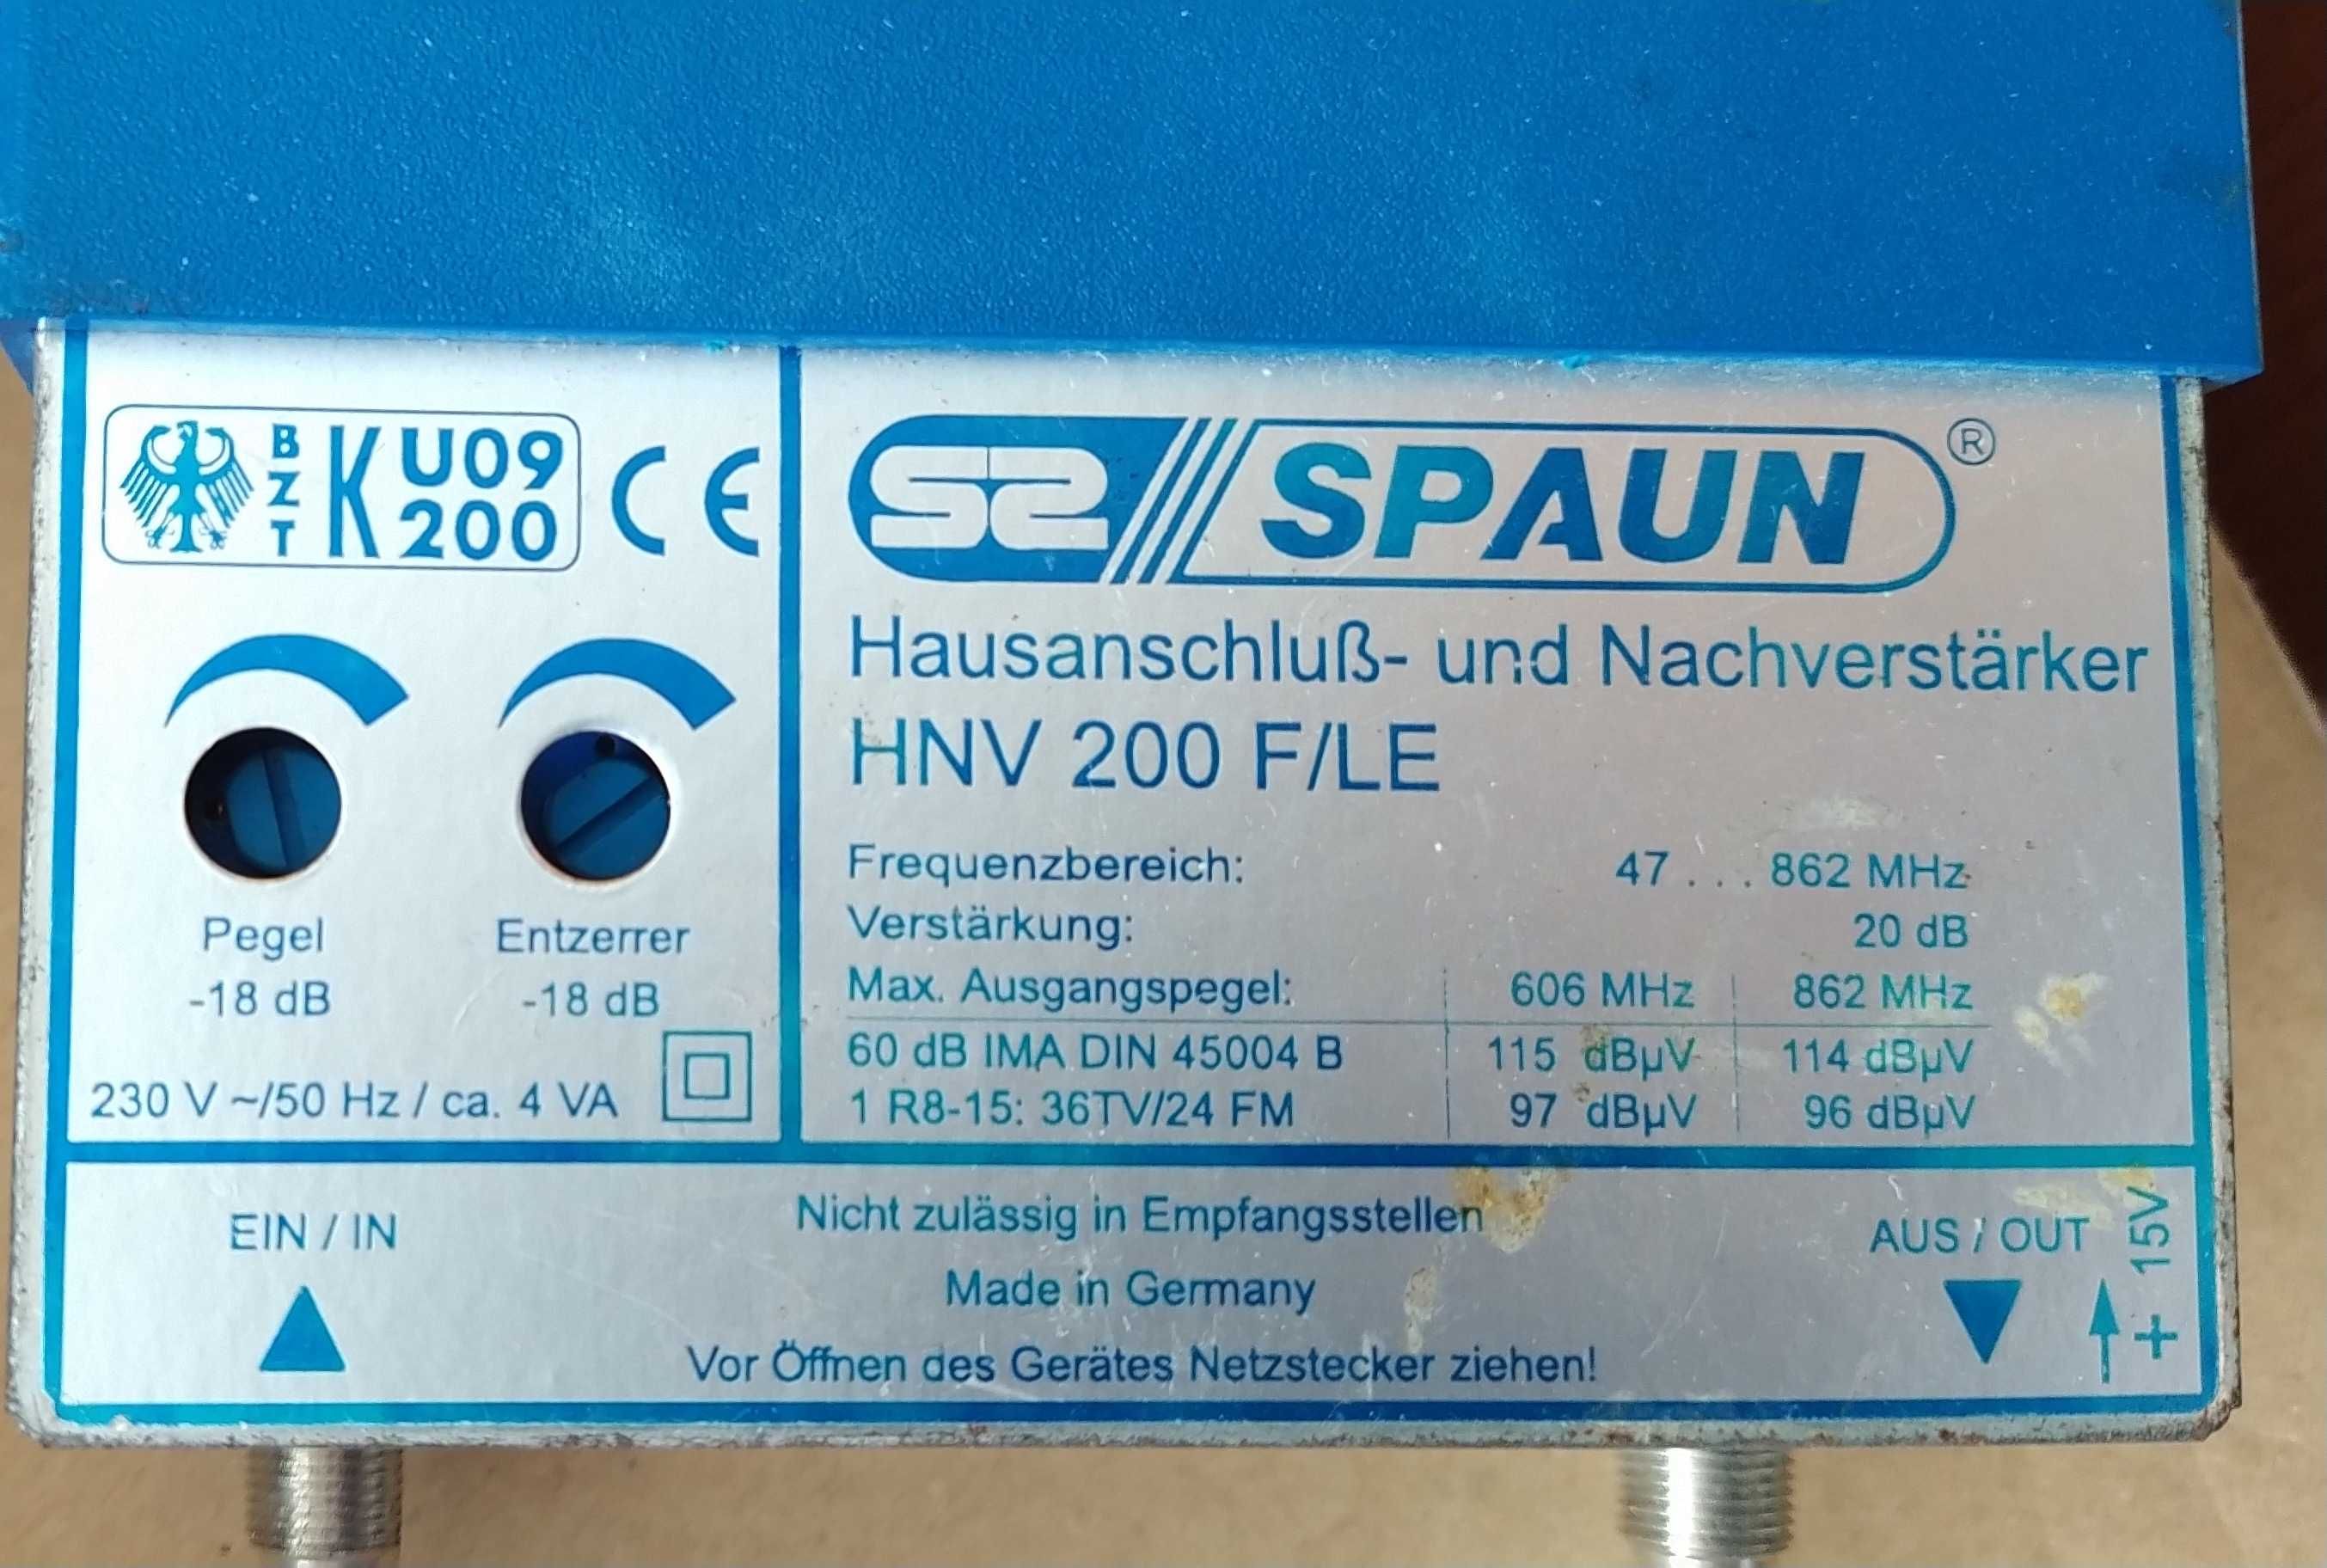 BZT K U09 200 CE
S2 SPAUN ®
Hausanschluß- und Nachverstärker
HNV 200 F/LE
Pegel Entzerrer
-18 dB -18 dB
230 V ~/50 Hz / ca. 4 VA
Frequenzbereich: 47 . . . 862 MHz
Verstärkung: 20 dB
Max. Ausgangspegel: 606 MHz 862 MHz
60 dB IMA DIN 45004 B 115 dBµV 114 dBµV
1 R8-15: 36TV/24 FM 97 dBµV 96 dBµV
EIN / IN
Nicht zulässig in Empfangsstellen
Made in Germany
Vor Öffnen des Gerätes Netzstecker ziehen!
AUS / OUT
+ 15V